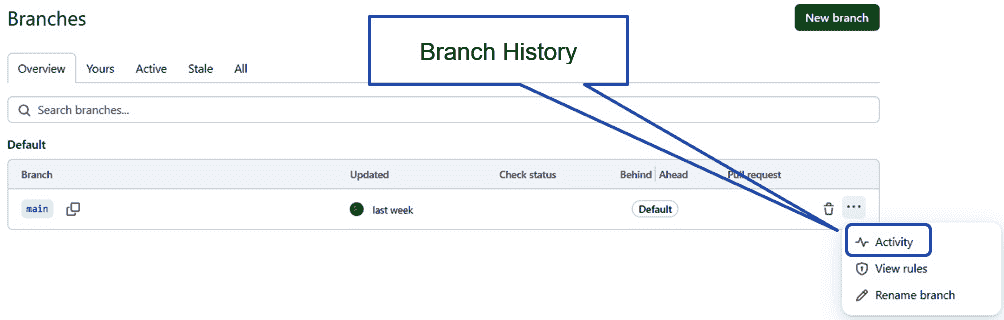 Branches
New branch
Branch History
Overview Yours Active Stale All
Search branches...
Default
Branch Updated Check status Behind Ahead Pull request
main last week Default ...
Activity
View rules
Rename branch